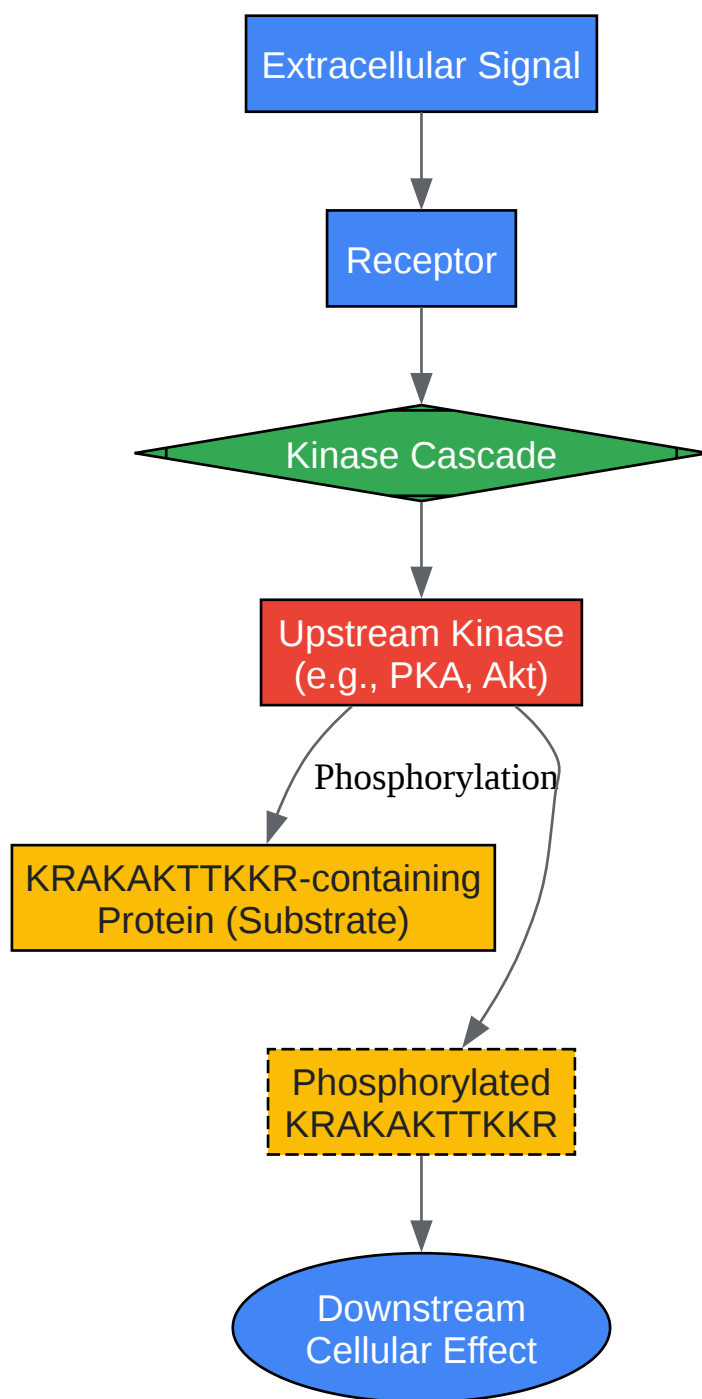 Extracellular Signal
Receptor
Kinase Cascade
Upstream Kinase
(e.g., PKA, Akt)
Phosphorylation
KRAKAKTTKKR-containing
Protein (Substrate)
Phosphorylated
KRAKAKTTKKR
Downstream
Cellular Effect